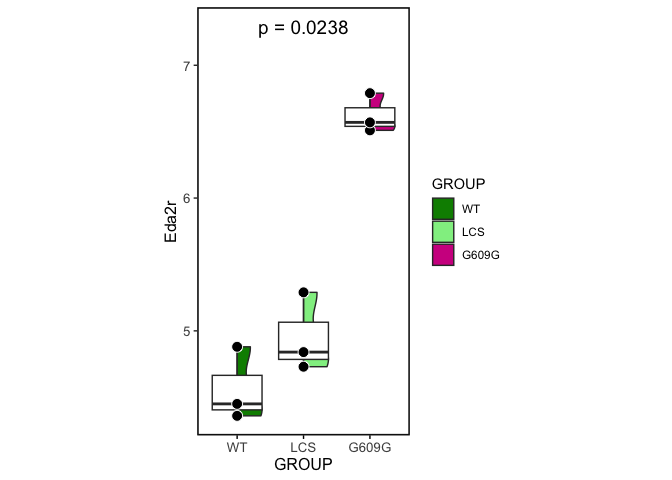 p = 0.0238
7
6
5
Eda2r
WT LCS G609G
GROUP
GROUP
WT
LCS
G609G